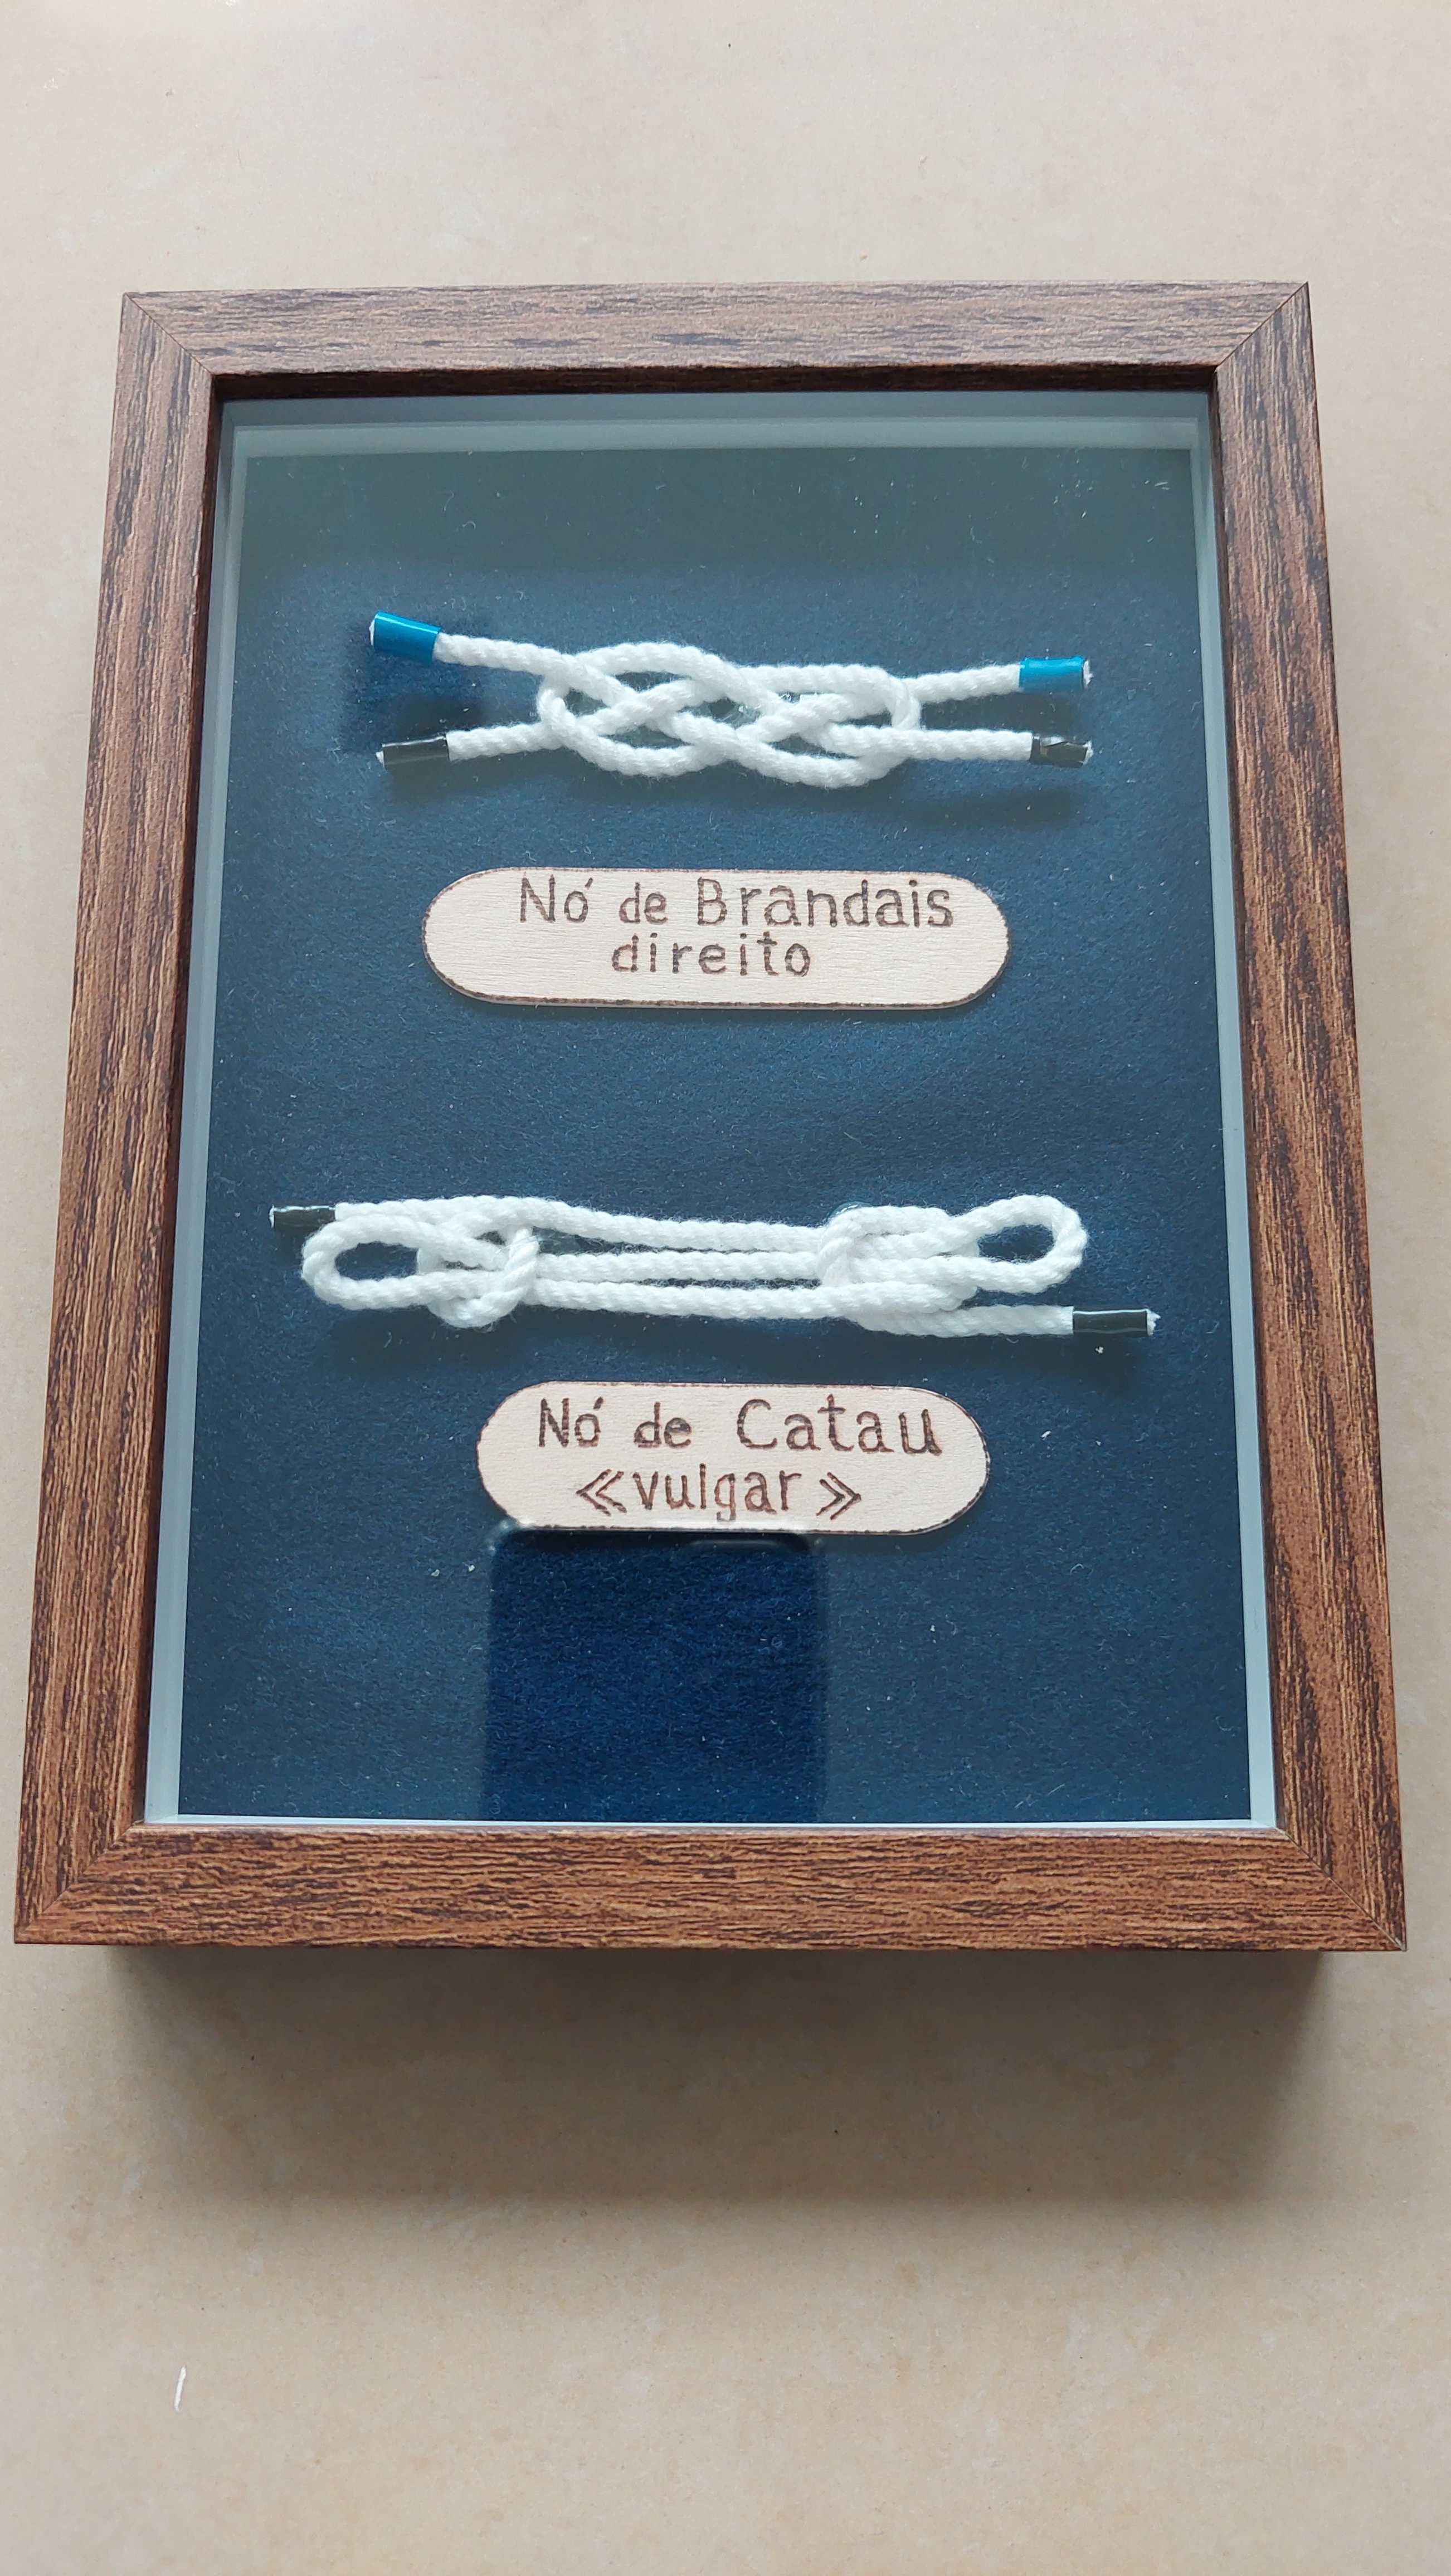 Nó de Brandais
direito
Nó de Catau
«vulgar»